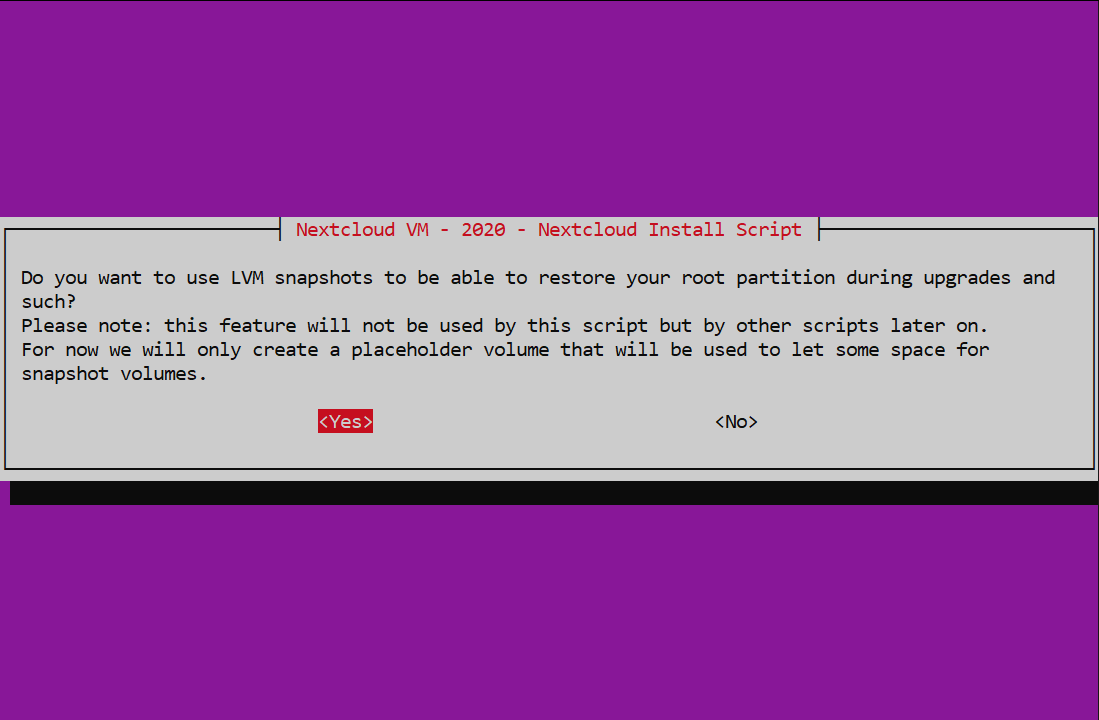 Nextcloud VM - 2020 - Nextcloud Install Script
Do you want to use LVM snapshots to be able to restore your root partition during upgrades and
such?
Please note: this feature will not be used by this script but by other scripts later on.
For now we will only create a placeholder volume that will be used to let some space for
snapshot volumes.
<Yes> <No>